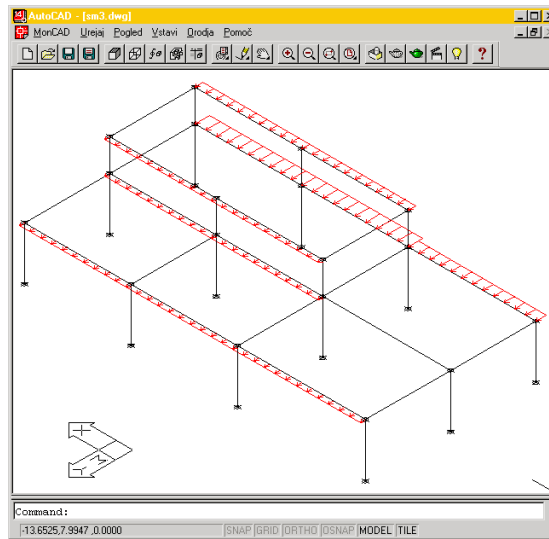 AutoCAD - [sm3.dwg]
MonCAD Urejaj Pogled Vstavi Orodja Pomoč
Command:
-13.6525,7.9947 ,0.0000 SNAP GRID ORTHO OSNAP MODEL TILE